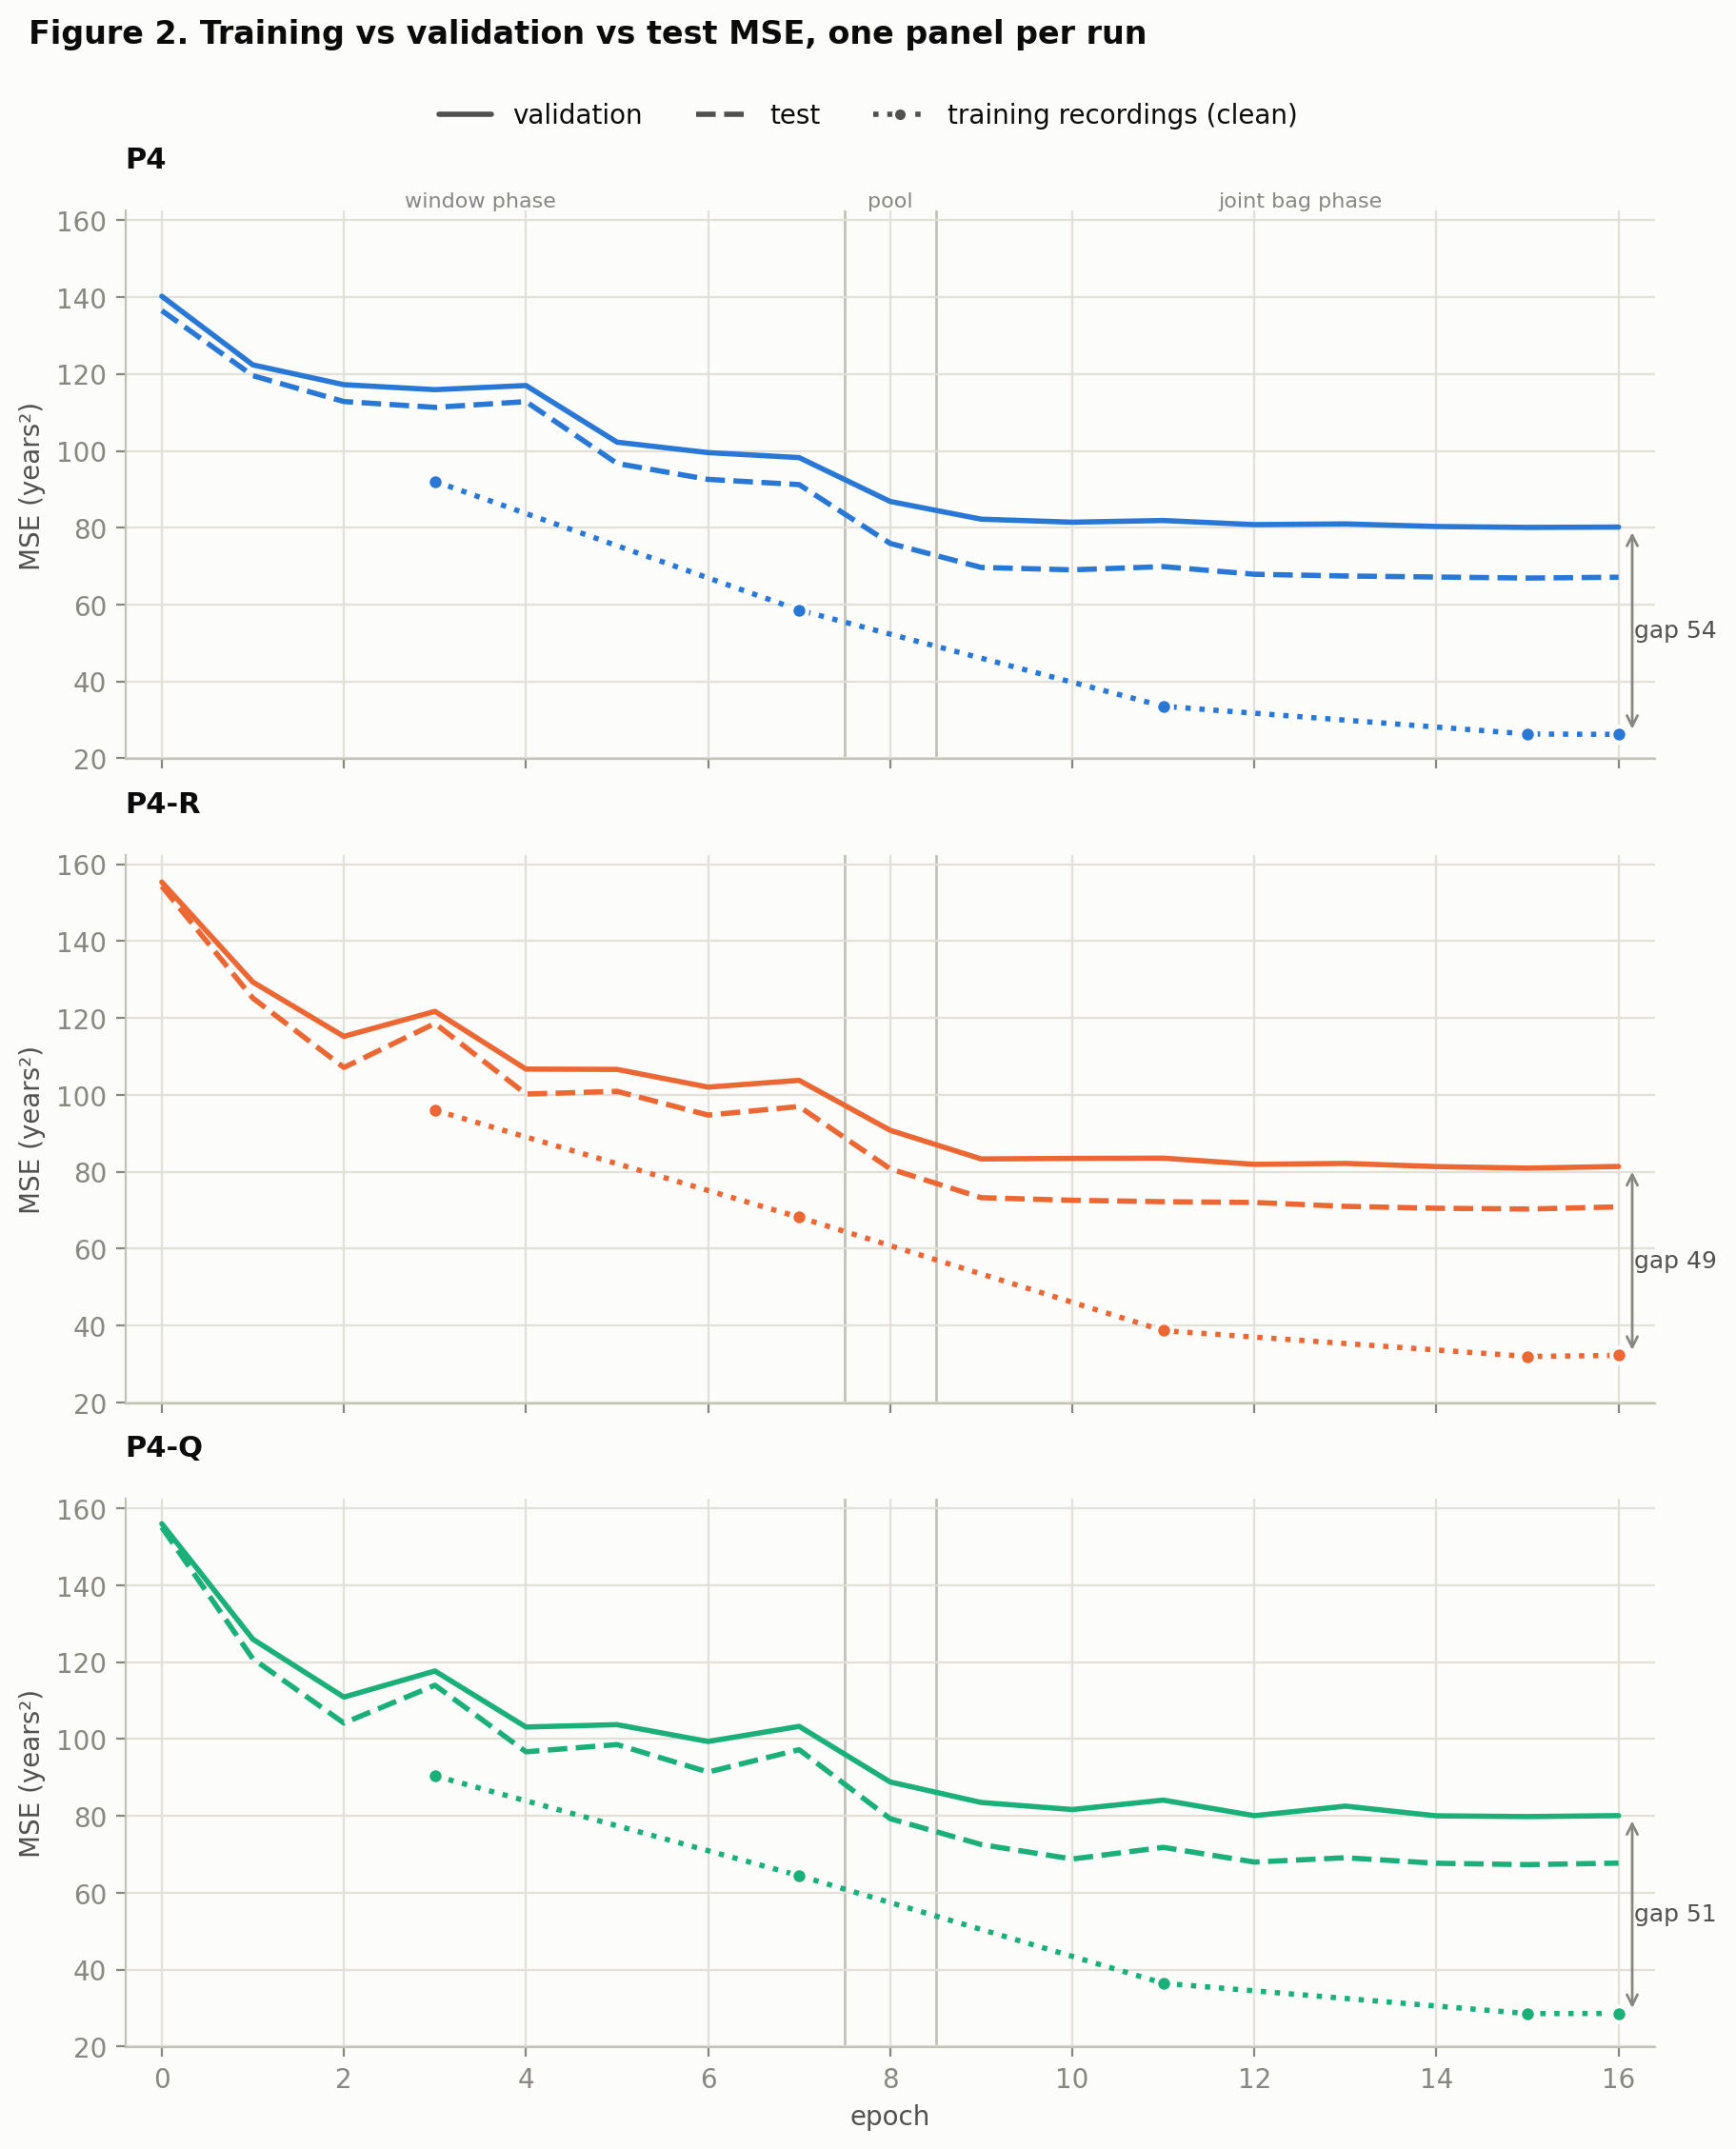 Figure 2. Training vs validation vs test MSE, one panel per run
validation test training recordings (clean)
P4
window phase pool joint bag phase
160
140
120
100
80
60
40
20
MSE (years²)
gap 54
P4-R
160
140
120
100
80
60
40
20
MSE (years²)
gap 49
P4-Q
160
140
120
100
80
60
40
20
MSE (years²)
gap 51
0 2 4 6 8 10 12 14 16
epoch